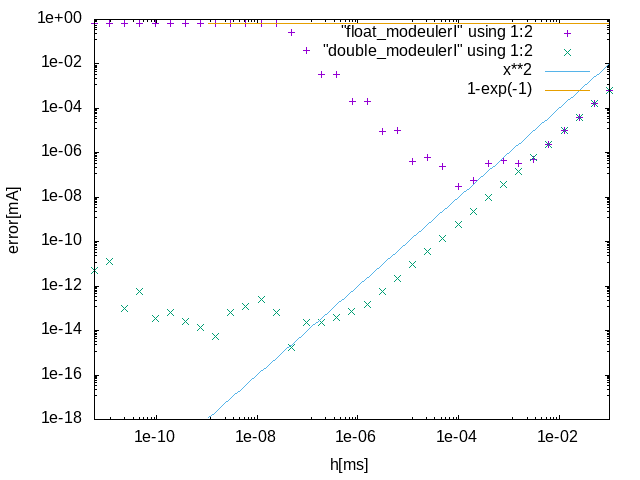 1e+00
1e-02
1e-04
1e-06
1e-08
1e-10
1e-12
1e-14
1e-16
1e-18
error[mA]
"float_modeulerI" using 1:2
"double_modeulerI" using 1:2
x**2
1-exp(-1)
1e-10 1e-08 1e-06 1e-04 1e-02
h[ms]